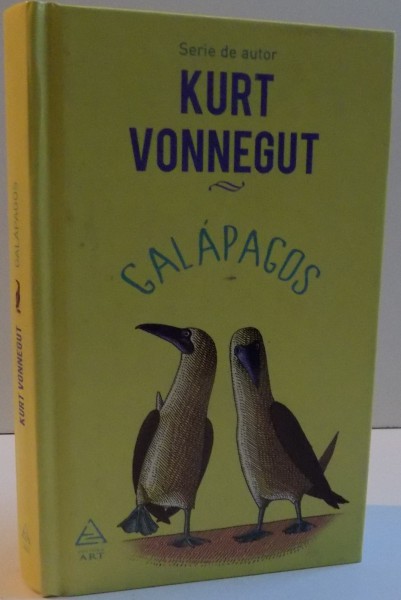 Serie de autor
KURT
VONNEGUT
GALÁPAGOS
ART
KURT VONNEGUT
GALÁPAGOS